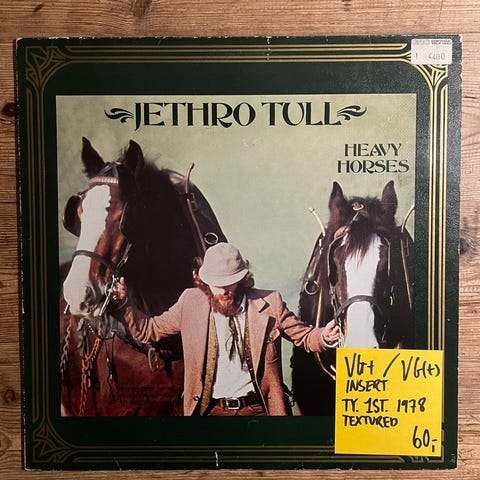 JETHRO TULL
HEAVY
HORSES
VG+ / VG(+)
INSERT
TY. 1ST. 1978
TEXTURED
60,-